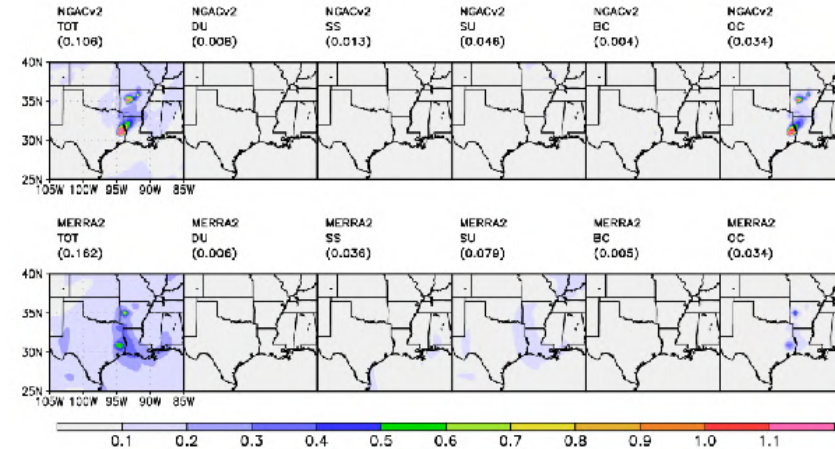 NGACv2 NGACv2 NGACv2 NGACv2 NGACv2 NGACv2
TOT DU SS SU BC OC
(0.106) (0.008) (0.013) (0.046) (0.004) (0.034)
40N
35N
30N
25N
105W 100W 95W 90W 85W
MERRA2 MERRA2 MERRA2 MERRA2 MERRA2 MERRA2
TOT DU SS SU BC OC
(0.162) (0.006) (0.036) (0.079) (0.005) (0.034)
40N
35N
30N
25N
105W 100W 95W 90W 85W
0.1 0.2 0.3 0.4 0.5 0.6 0.7 0.8 0.9 1.0 1.1